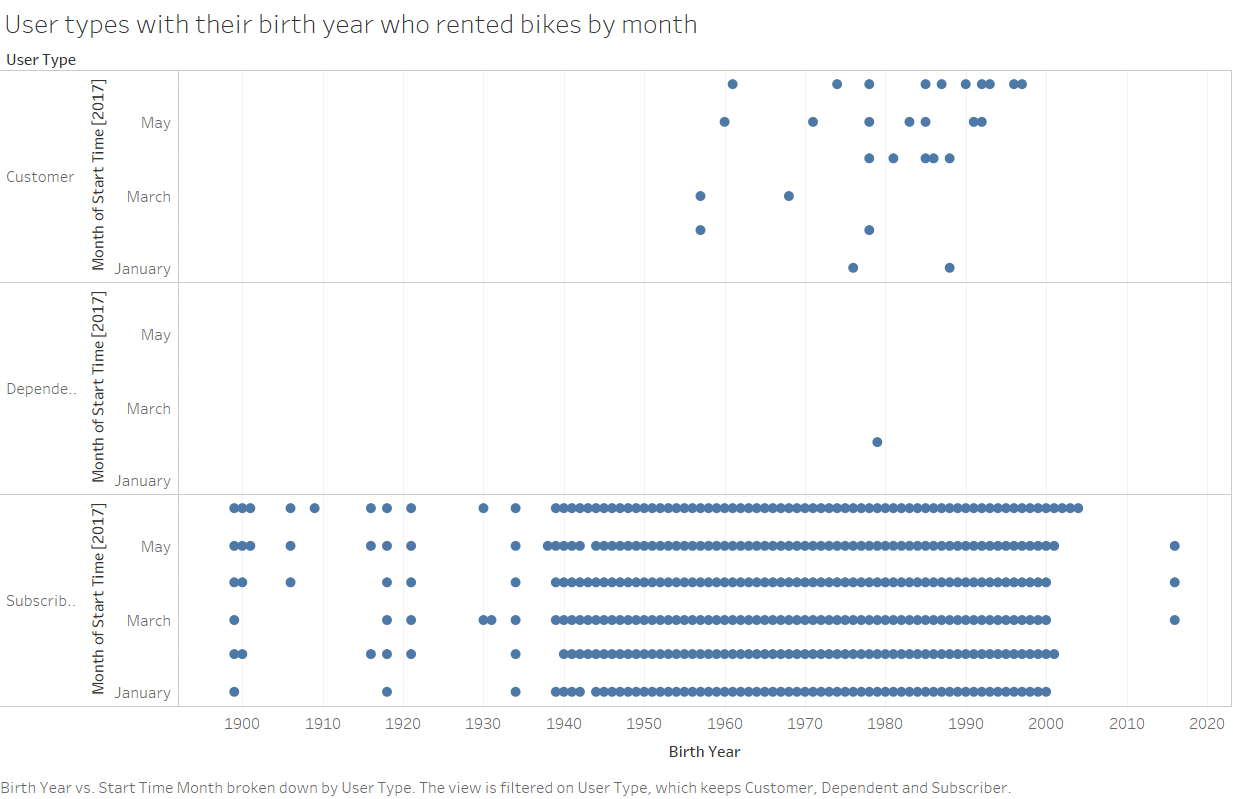 User types with their birth year who rented bikes by month
User Type
Customer
Month of Start Time [2017]
May
March
January
Depende..
Month of Start Time [2017]
May
March
January
Subscrib..
Month of Start Time [2017]
May
March
January
1900 1910 1920 1930 1940 1950 1960 1970 1980 1990 2000 2010 2020
Birth Year
Birth Year vs. Start Time Month broken down by User Type. The view is filtered on User Type, which keeps Customer, Dependent and Subscriber.